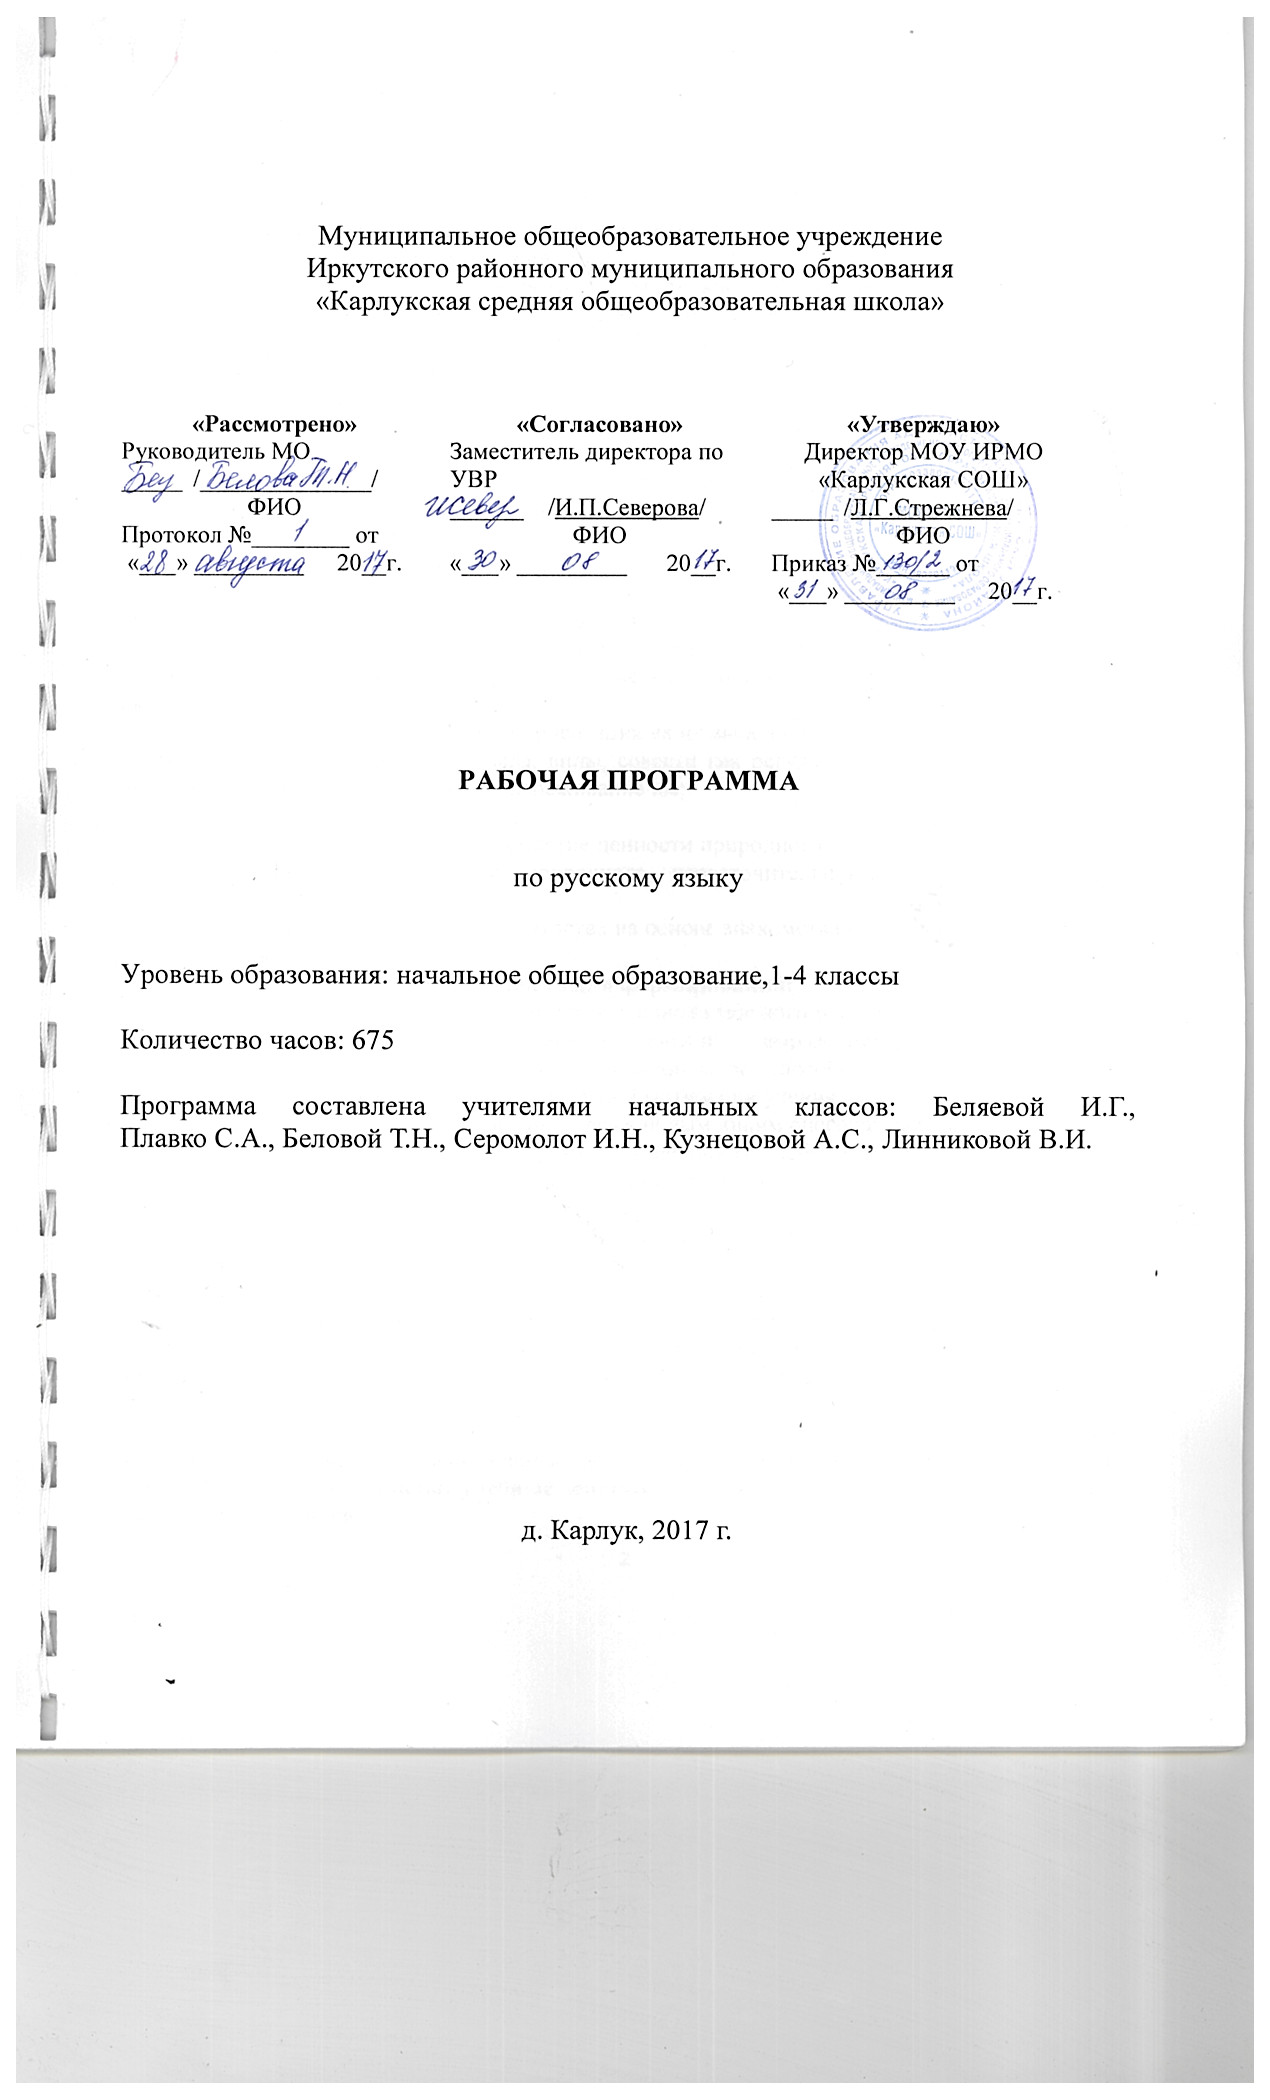 Муниципальное общеобразовательное учреждение
Иркутского районного муниципального образования
«Карлукская средняя общеобразовательная школа»
«Рассмотрено»
Руководитель МО
/Белова Т.Н./
ФИО
Протокол № 1 от
«28» августа 2017г.
«Согласовано»
Заместитель директора по
УВР
/И.П.Северова/
ФИО
«30» 08 2017г.
«Утверждаю»
Директор МОУ ИРМО
«Карлукская СОШ»
/Л.Г.Стрежнева/
ФИО
Приказ № 130/2 от
«31» 08 2017г.
РАБОЧАЯ ПРОГРАММА
по русскому языку
Уровень образования: начальное общее образование,1-4 классы
Количество часов: 675
Программа составлена учителями начальных классов: Беляевой И.Г.,
Плавко С.А., Беловой Т.Н., Серомолот И.Н., Кузнецовой А.С., Линниковой В.И.
д. Карлук, 2017 г.